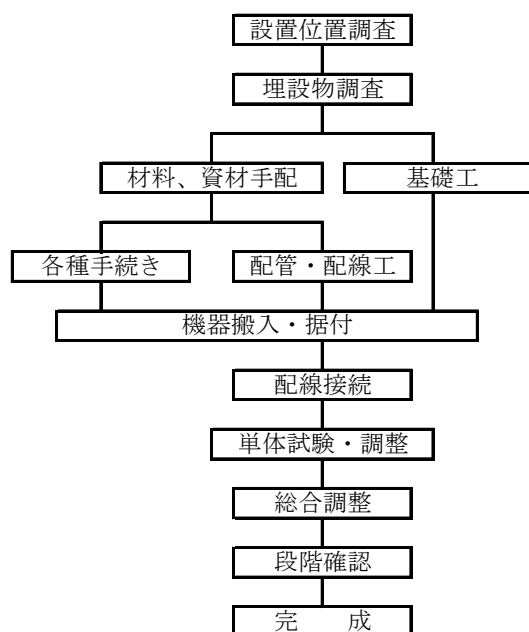 設置位置調査
埋設物調査
材料、資材手配
基礎工
各種手続き
配管・配線工
機器搬入・据付
配線接続
単体試験・調整
総合調整
段階確認
完　　成